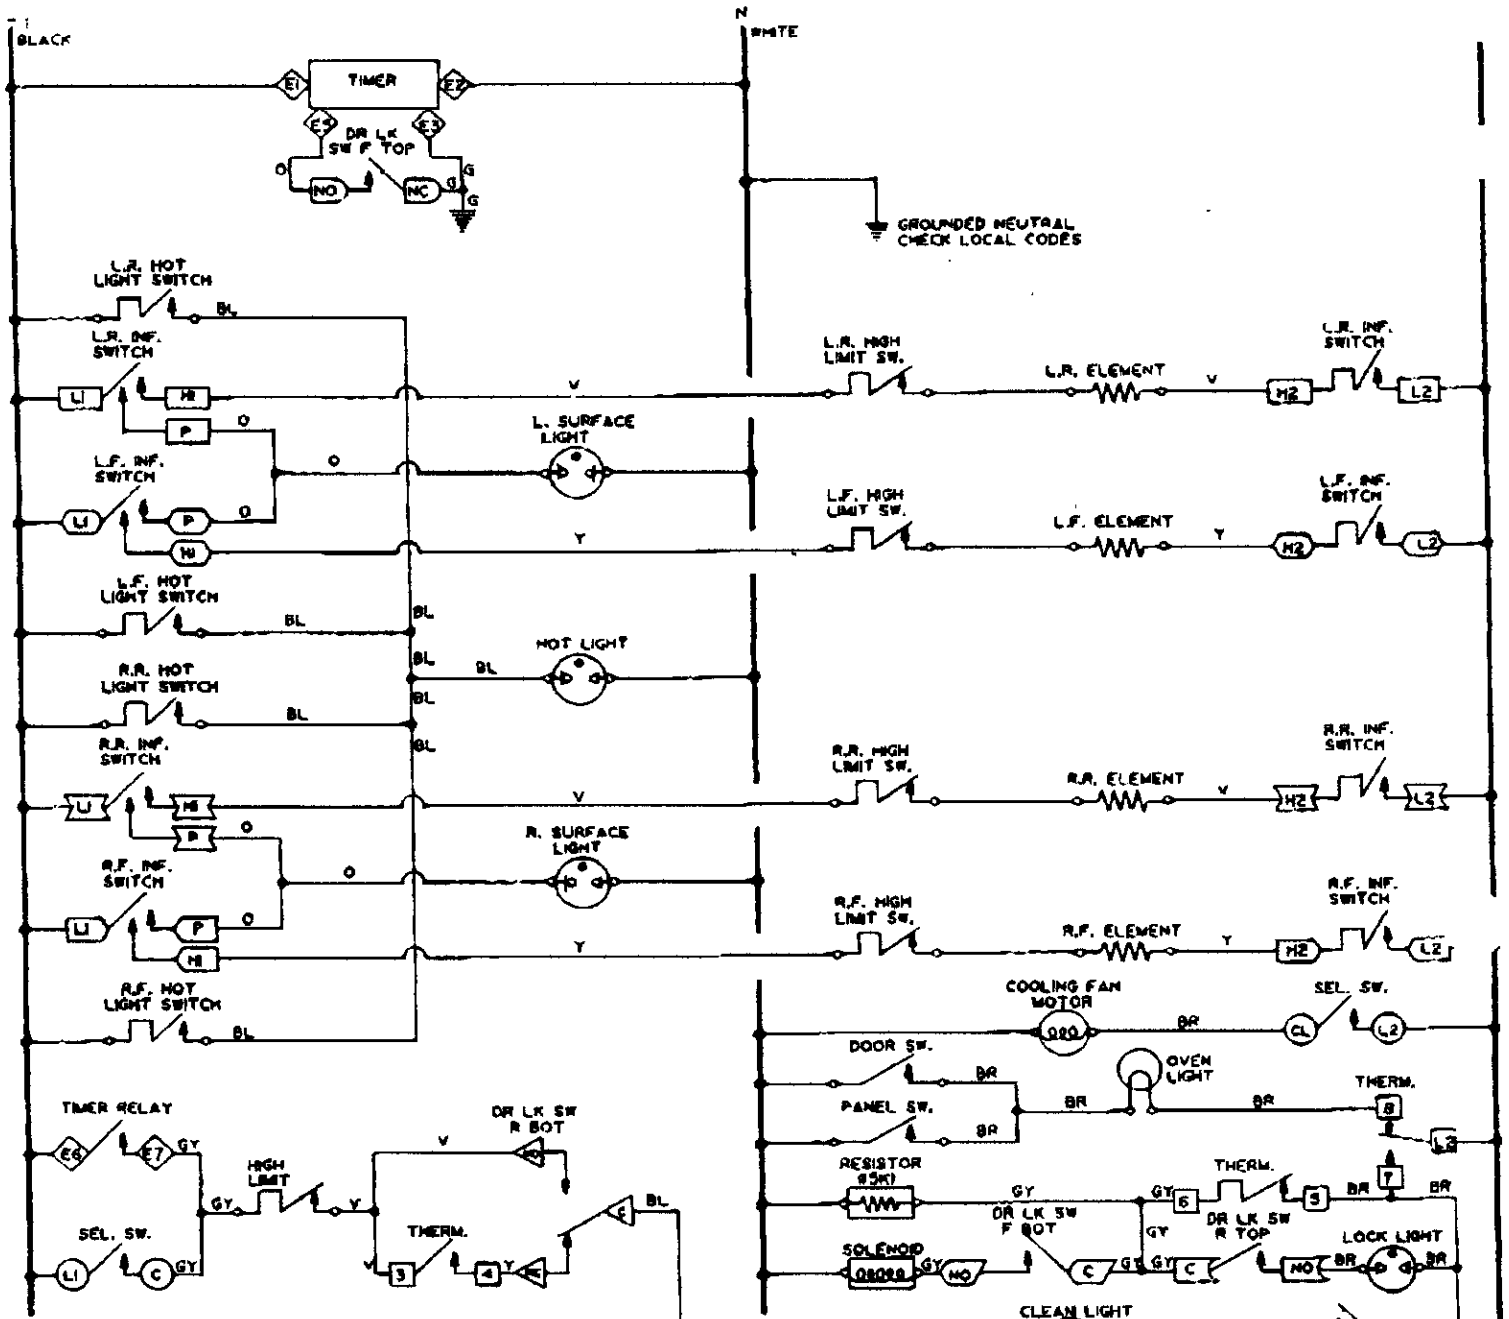 BLACK
N
WHITE
E1
TIMER
E2
E3
DR LK
SW F TOP
O
G
NO
NC
G
G
GROUNDED NEUTRAL
CHECK LOCAL CODES
L.R. HOT
LIGHT SWITCH
BL
L.R. INF.
SWITCH
L.R. HIGH
LIMIT SW.
L.R. ELEMENT
L.R. INF.
SWITCH
L1
H1
V
V
H2
L2
P
O
L. SURFACE
LIGHT
O
L.F. INF.
SWITCH
L.F. HIGH
LIMIT SW.
L.F. ELEMENT
L.F. INF.
SWITCH
L1
P
O
H1
Y
Y
H2
L2
L.F. HOT
LIGHT SWITCH
BL
BL
HOT LIGHT
BL
BL
R.R. HOT
LIGHT SWITCH
BL
BL
BL
R.R. INF.
SWITCH
R.R. HIGH
LIMIT SW.
R.R. ELEMENT
R.R. INF.
SWITCH
L1
H1
V
V
H2
L2
P
O
R. SURFACE
LIGHT
O
R.F. INF.
SWITCH
R.F. HIGH
LIMIT SW.
R.F. ELEMENT
R.F. INF.
SWITCH
L1
P
O
H1
Y
Y
H2
L2
R.F. HOT
LIGHT SWITCH
BL
COOLING FAN
MOTOR
BR
SEL. SW.
CL
L2
DOOR SW.
BR
OVEN
LIGHT
THERM.
PANEL SW.
BR
BR
BR
8
L2
TIMER RELAY
E6
E7
GY
HIGH
LIMIT
GY
V
V
DR LK SW
R BOT
C
BL
RESISTOR
(15K)
GY
GY
6
THERM.
5
BR
7
BR
SEL. SW.
L1
C
GY
V
3
THERM.
4
Y
SOLENOID
GY
NO
DR LK SW
F BOT
C
GY
GY
GY
C
DR LK SW
R TOP
NO
BR
LOCK LIGHT
BR
CLEAN LIGHT